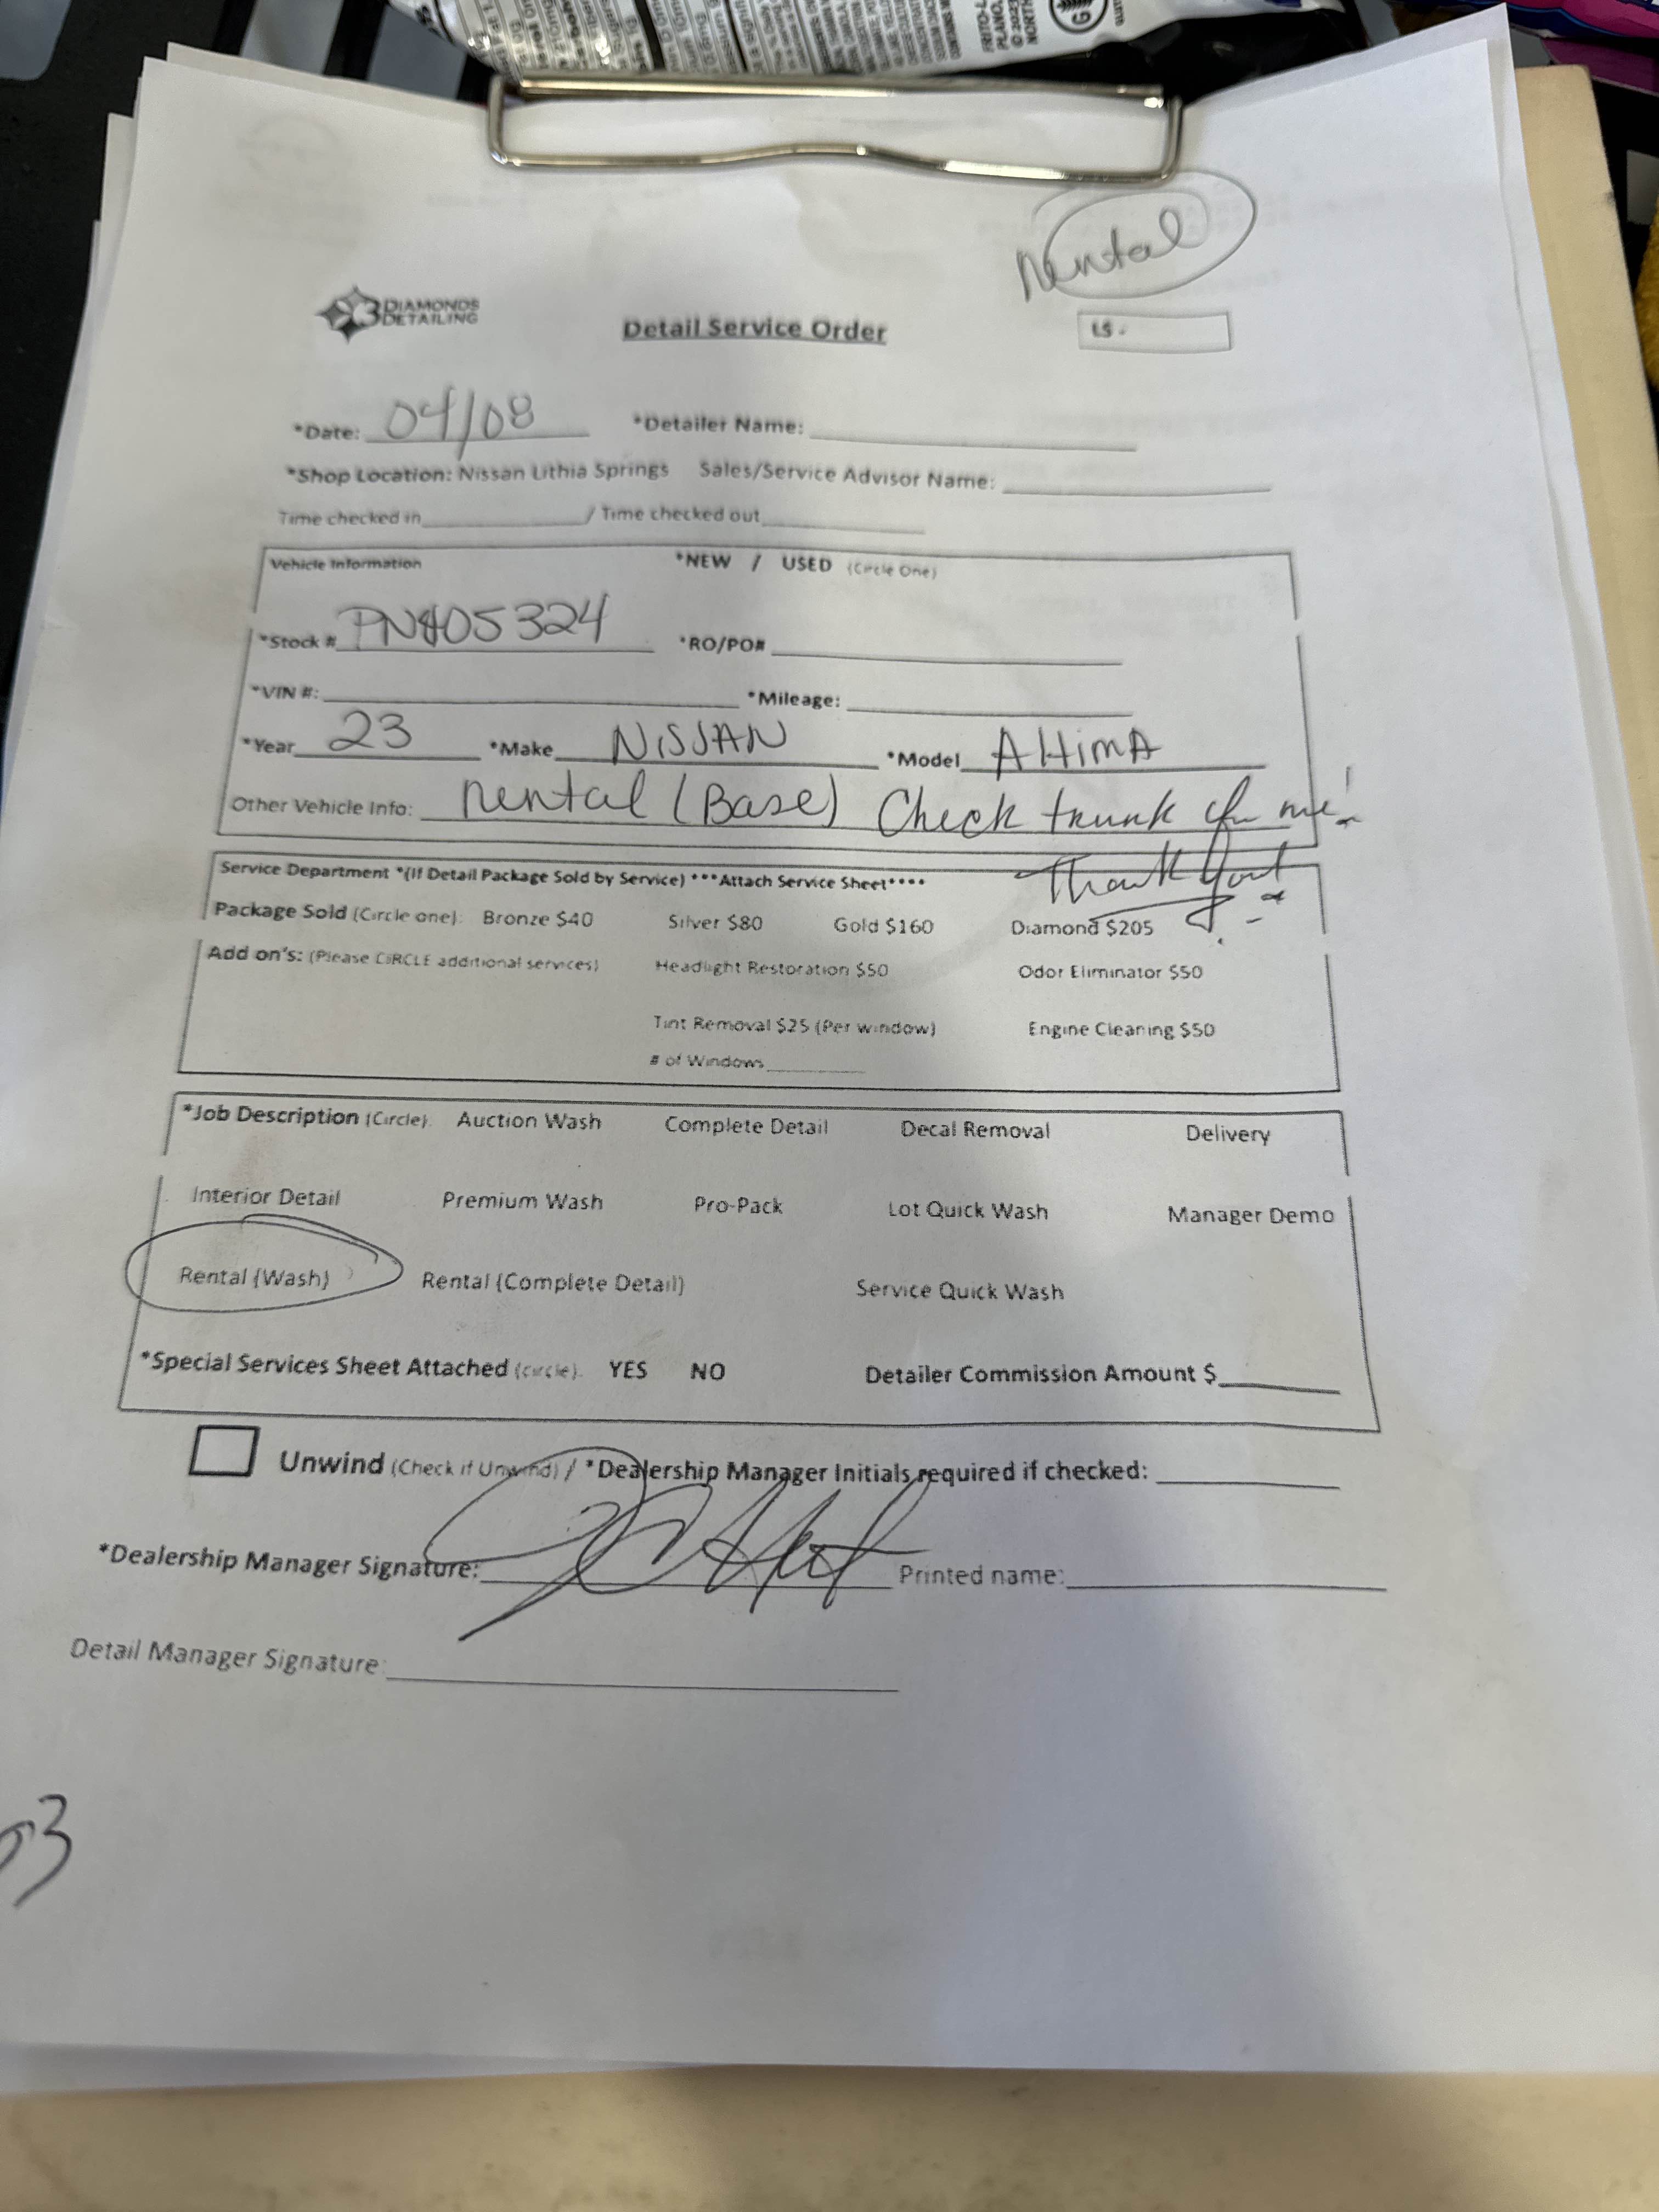 Rental
3 DIAMONDS
DETAILING
Detail Service Order
LS -
*Date: 04/08 *Detailer Name:
*Shop Location: Nissan Lithia Springs Sales/Service Advisor Name:
Time checked in / Time checked out
Vehicle Information *NEW / USED (Circle One)
*Stock # PN405324 *RO/PO#
*VIN #: *Mileage:
*Year 23 *Make NISSAN *Model AltimA
Other Vehicle Info: Rental (Base) Check trunk for me!
Thank You!
Service Department *(If Detail Package Sold by Service) ***Attach Service Sheet****
Package Sold (Circle one): Bronze $40 Silver $80 Gold $160 Diamond $205
Add on's: (Please CIRCLE additional services) Headlight Restoration $50 Odor Eliminator $50
Tint Removal $25 (Per window) Engine Cleaning $50
# of Windows
*Job Description (Circle): Auction Wash Complete Detail Decal Removal Delivery
Interior Detail Premium Wash Pro-Pack Lot Quick Wash Manager Demo
Rental (Wash) Rental (Complete Detail) Service Quick Wash
*Special Services Sheet Attached (circle): YES NO Detailer Commission Amount $
Unwind (Check if Unwind) / *Dealership Manager Initials required if checked:
*Dealership Manager Signature: Printed name:
Detail Manager Signature:
53